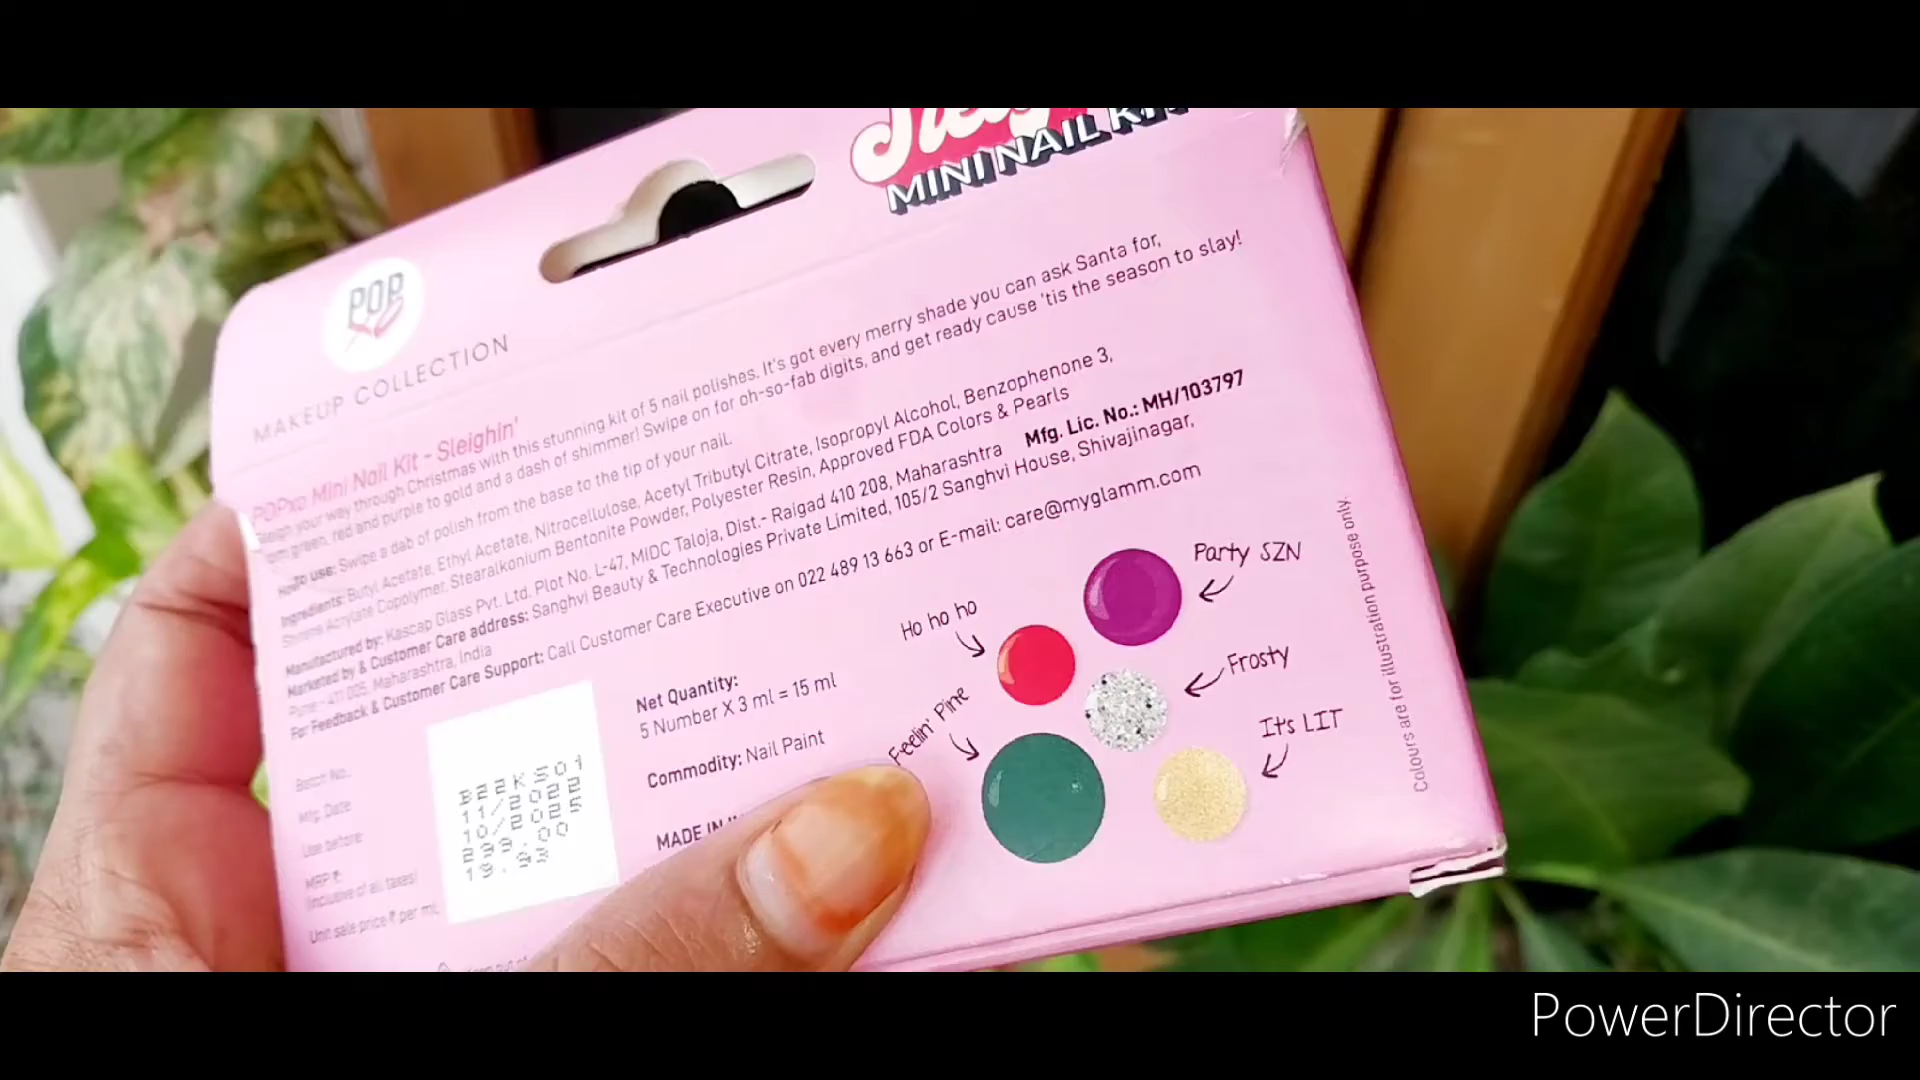 MINI NAIL KIT
POP
MAKEUP COLLECTION
POPxo Mini Nail Kit - Sleighin'
Sleigh your way through Christmas with this stunning kit of 5 nail polishes. It's got every merry shade you can ask Santa for,
from green, red and purple to gold and a dash of shimmer! Swipe on for oh-so-fab digits, and get ready cause 'tis the season to slay!
How to use: Swipe a dab of polish from the base to the tip of your nail.
Ingredients: Butyl Acetate, Ethyl Acetate, Nitrocellulose, Acetyl Tributyl Citrate, Isopropyl Alcohol, Benzophenone 3,
Styrene Acrylate Copolymer, Stearalkonium Bentonite Powder, Polyester Resin, Approved FDA Colors & Pearls
Manufactured by: Kascap Glass Pvt. Ltd. Plot No. L-47, MIDC Taloja, Dist.- Raigad 410 208, Maharashtra Mfg. Lic. No.: MH/103797
Marketed by & Customer Care address: Sanghvi Beauty & Technologies Private Limited, 105/2 Sanghvi House, Shivajinagar,
Pune - 411 005, Maharashtra, India
For Feedback & Customer Care Support: Call Customer Care Executive on 022 489 13 663 or E-mail: care@myglamm.com
Net Quantity:
5 Number X 3 ml = 15 ml
Commodity: Nail Paint
MADE IN
Batch No.
Mfg. Date
Use before
MRP ₹
(Inclusive of all taxes)
Unit sale price ₹ per ml
11/2022
10/2025
Party SZN
Ho ho ho
Frosty
Feelin' Pine
It's LIT
Colours are for illustration purpose only.
PowerDirector